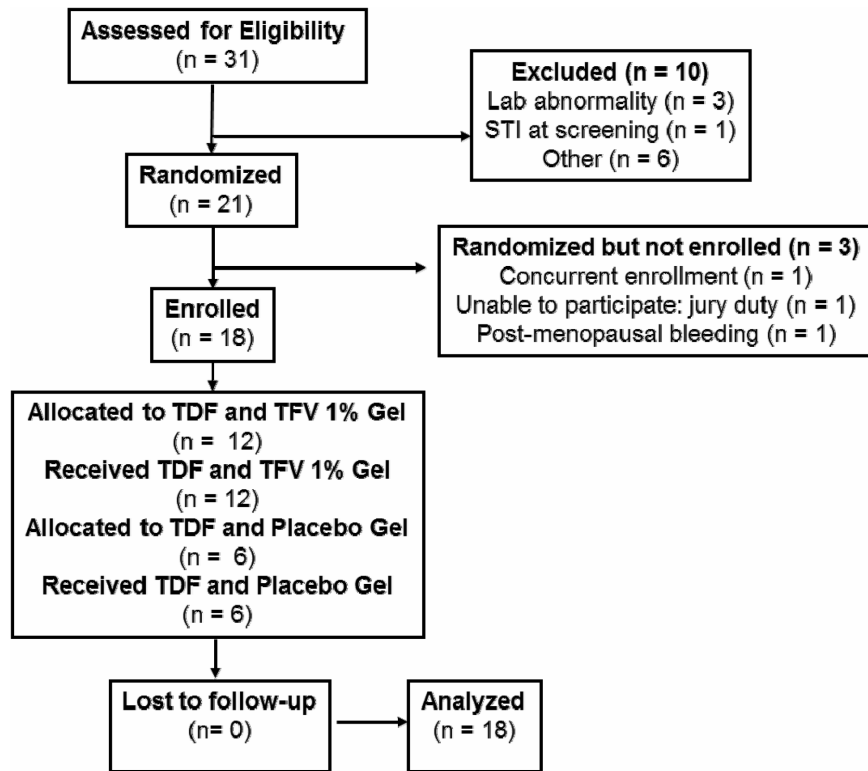 Assessed for Eligibility
(n = 31)
Excluded (n = 10)
Lab abnormality (n = 3)
STI at screening (n = 1)
Other (n = 6)
Randomized
(n = 21)
Randomized but not enrolled (n = 3)
Concurrent enrollment (n = 1)
Unable to participate: jury duty (n = 1)
Post-menopausal bleeding (n = 1)
Enrolled
(n = 18)
Allocated to TDF and TFV 1% Gel
(n = 12)
Received TDF and TFV 1% Gel
(n = 12)
Allocated to TDF and Placebo Gel
(n = 6)
Received TDF and Placebo Gel
(n = 6)
Lost to follow-up
(n= 0)
Analyzed
(n = 18)